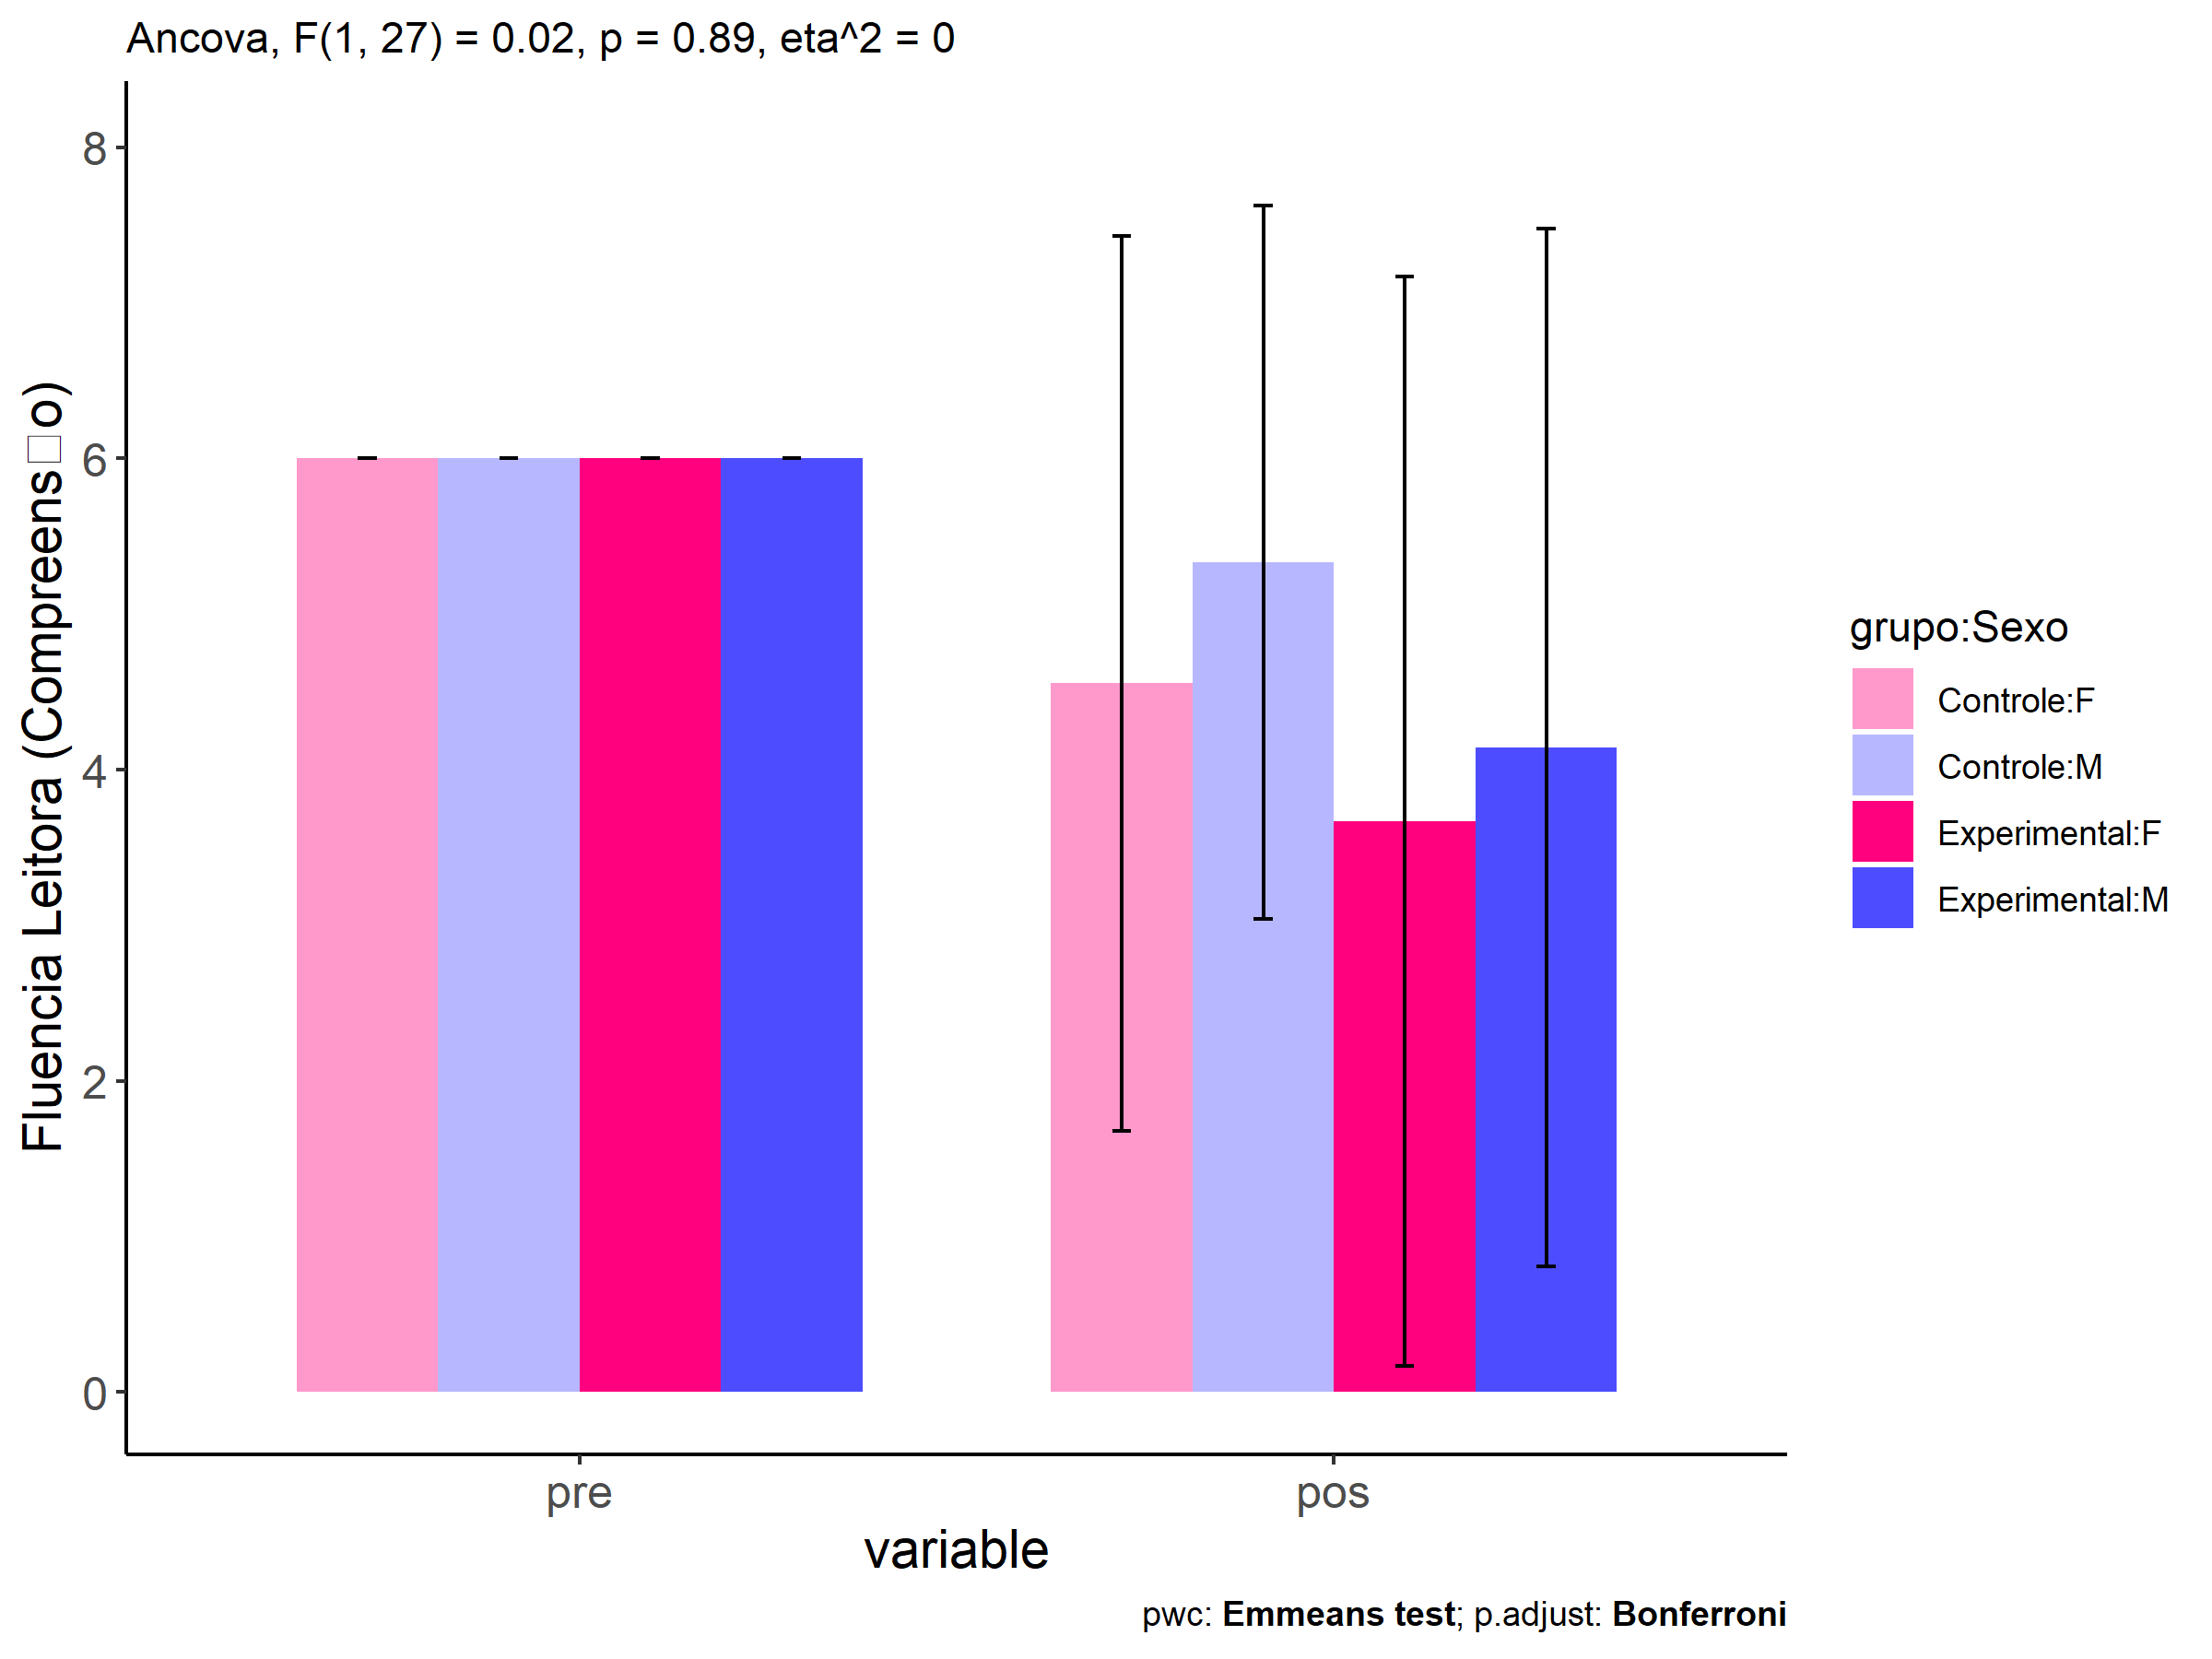 Ancova, F(1, 27) = 0.02, p = 0.89, eta^2 = 0
Fluencia Leitora (Compreens□o)
8
6
4
2
0
pre
pos
variable
grupo:Sexo
Controle:F
Controle:M
Experimental:F
Experimental:M
pwc: Emmeans test; p.adjust: Bonferroni